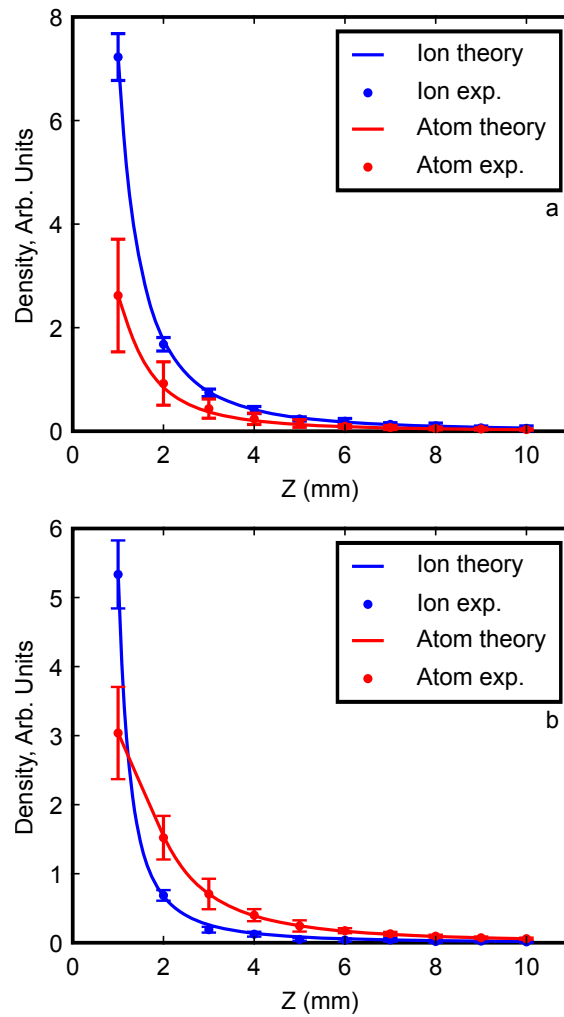 8
6
4
2
0
Density, Arb. Units
Ion theory
Ion exp.
Atom theory
Atom exp.
a
0
2
4
6
8
10
Z (mm)
6
5
4
3
2
1
0
Density, Arb. Units
Ion theory
Ion exp.
Atom theory
Atom exp.
b
0
2
4
6
8
10
Z (mm)